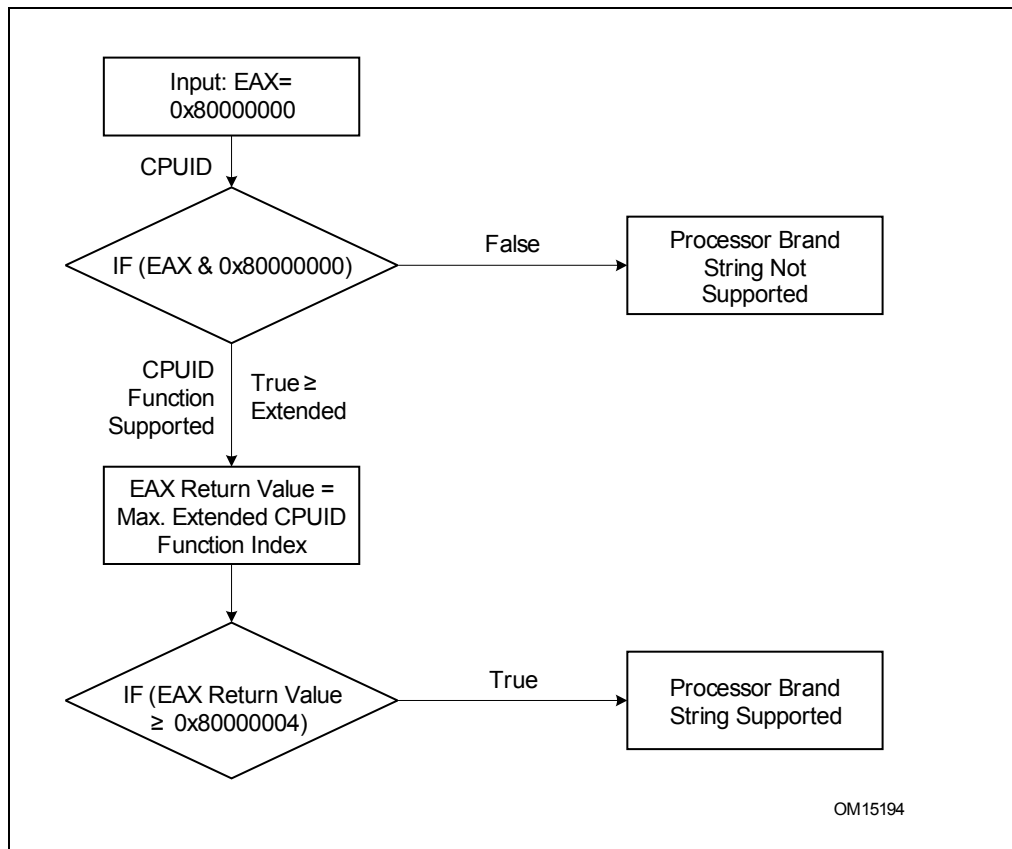 Input: EAX=
0x80000000
CPUID
IF (EAX & 0x80000000)
False
Processor Brand
String Not
Supported
CPUID
Function
Supported
True ≥
Extended
EAX Return Value =
Max. Extended CPUID
Function Index
IF (EAX Return Value
≥ 0x80000004)
True
Processor Brand
String Supported
OM15194